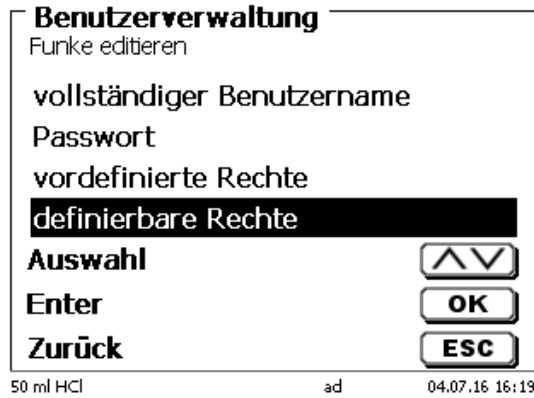 Benutzerverwaltung
Funke editieren
vollständiger Benutzername
Passwort
vordefinierte Rechte
definierbare Rechte
Auswahl
Enter OK
Zurück ESC
50 ml HCl ad 04.07.16 16:19